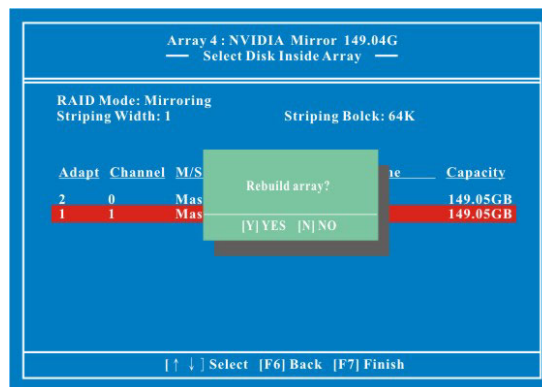 Array 4 : NVIDIA Mirror 149.04G
Select Disk Inside Array
RAID Mode: Mirroring
Striping Width: 1 Striping Bolck: 64K
Adapt Channel M/S Capacity
2 0 Mas 149.05GB
1 1 Mas 149.05GB
Rebuild array?
[Y] YES [N] NO
[↑ ↓] Select [F6] Back [F7] Finish